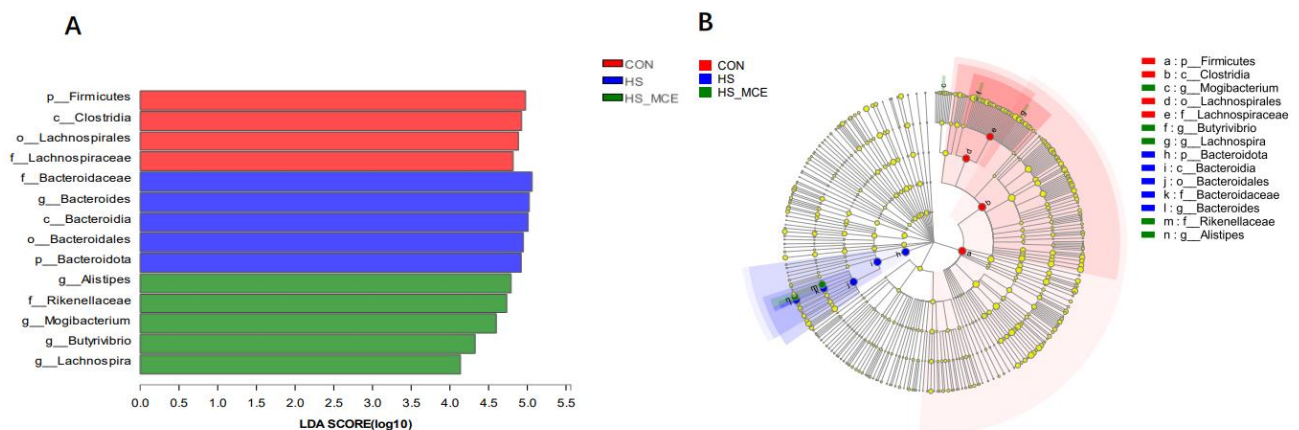 A
p__Firmicutes
c__Clostridia
o__Lachnospirales
f__Lachnospiraceae
f__Bacteroidaceae
g__Bacteroides
c__Bacteroidia
o__Bacteroidales
p__Bacteroidota
g__Alistipes
f__Rikenellaceae
g__Mogibacterium
g__Butyrivibrio
g__Lachnospira
0.0 0.5 1.0 1.5 2.0 2.5 3.0 3.5 4.0 4.5 5.0 5.5
LDA SCORE(log10)
CON
HS
HS_MCE
B
CON
HS
HS_MCE
c
f
g
e
d
b
a
h
i
j
a : p__Firmicutes
b : c__Clostridia
c : g__Mogibacterium
d : o__Lachnospirales
e : f__Lachnospiraceae
f : g__Butyrivibrio
g : g__Lachnospira
h : p__Bacteroidota
i : c__Bacteroidia
j : o__Bacteroidales
k : f__Bacteroidaceae
l : g__Bacteroides
m : f__Rikenellaceae
n : g__Alistipes